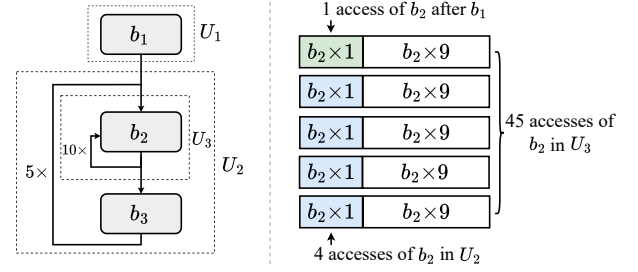 b₁
U₁
b₂
10×
U₃
5×
U₂
b₃
1 access of b₂ after b₁
b₂×1 b₂×9
b₂×1 b₂×9
b₂×1 b₂×9
b₂×1 b₂×9
b₂×1 b₂×9
45 accesses of
b₂ in U₃
4 accesses of b₂ in U₂